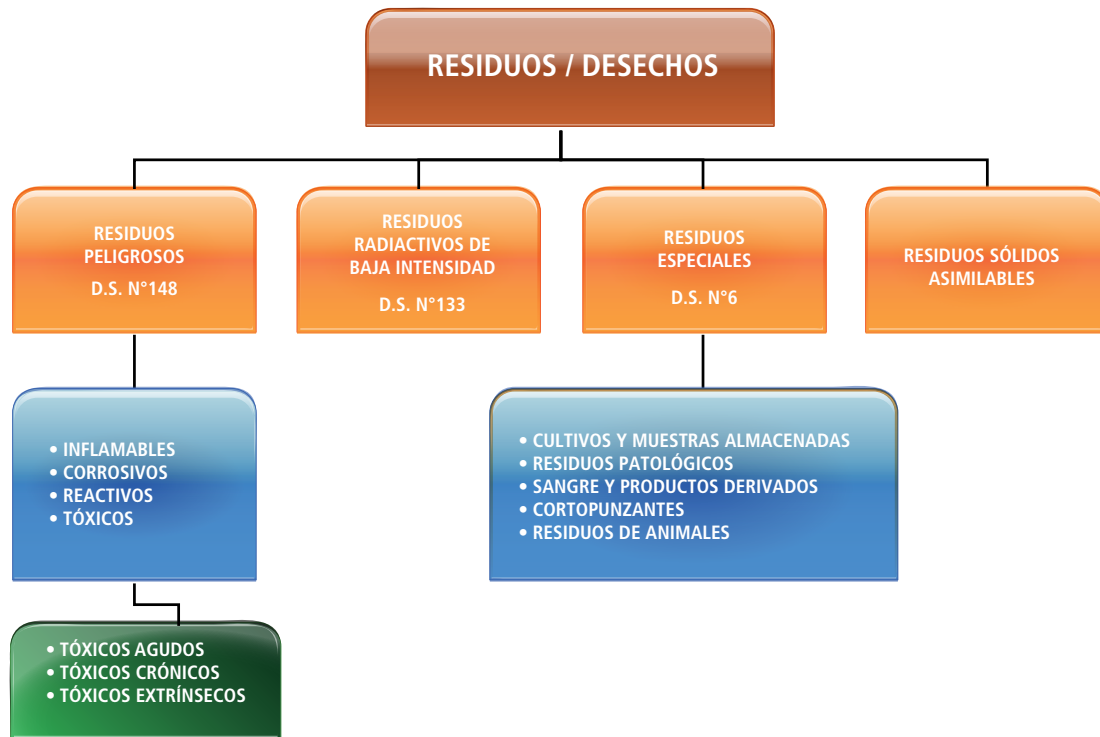 RESIDUOS / DESECHOS
RESIDUOS
PELIGROSOS
D.S. N°148
RESIDUOS
RADIACTIVOS DE
BAJA INTENSIDAD
D.S. N°133
RESIDUOS
ESPECIALES
D.S. N°6
RESIDUOS SÓLIDOS
ASIMILABLES
• INFLAMABLES
• CORROSIVOS
• REACTIVOS
• TÓXICOS
• CULTIVOS Y MUESTRAS ALMACENADAS
• RESIDUOS PATOLÓGICOS
• SANGRE Y PRODUCTOS DERIVADOS
• CORTOPUNZANTES
• RESIDUOS DE ANIMALES
• TÓXICOS AGUDOS
• TÓXICOS CRÓNICOS
• TÓXICOS EXTRÍNSECOS